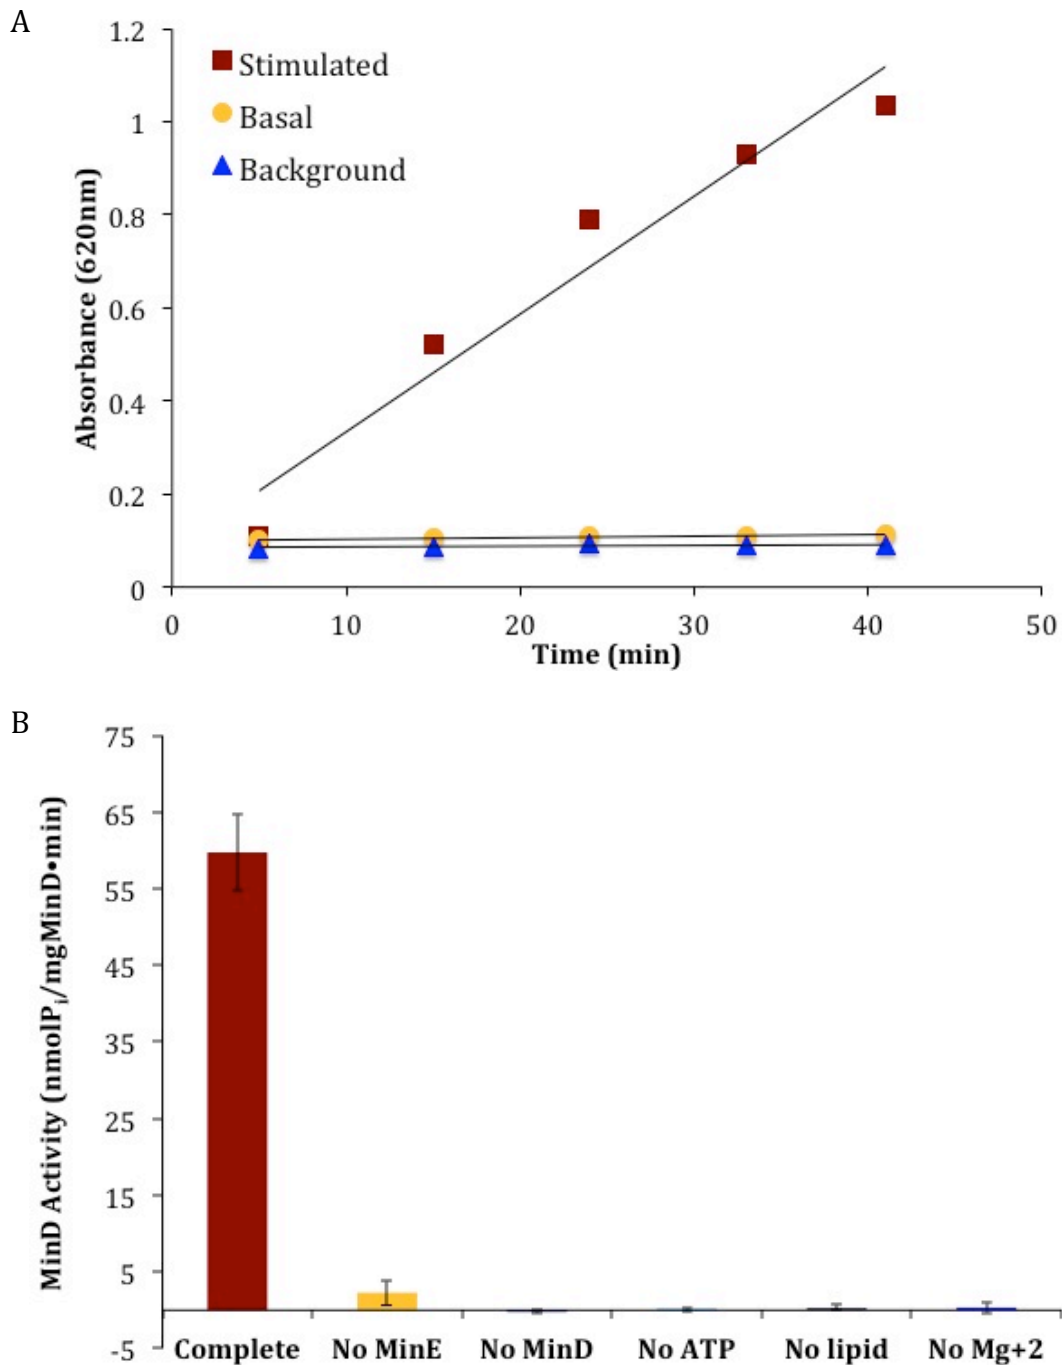 A
1.2
1
0.8
0.6
0.4
0.2
0
Absorbance (620nm)
Stimulated
Basal
Background
0 10 20 30 40 50
Time (min)
B
75
65
55
45
35
25
15
5
-5
MinD Activity (nmolPi/mgMinD•min)
Complete No MinE No MinD No ATP No lipid No Mg+2